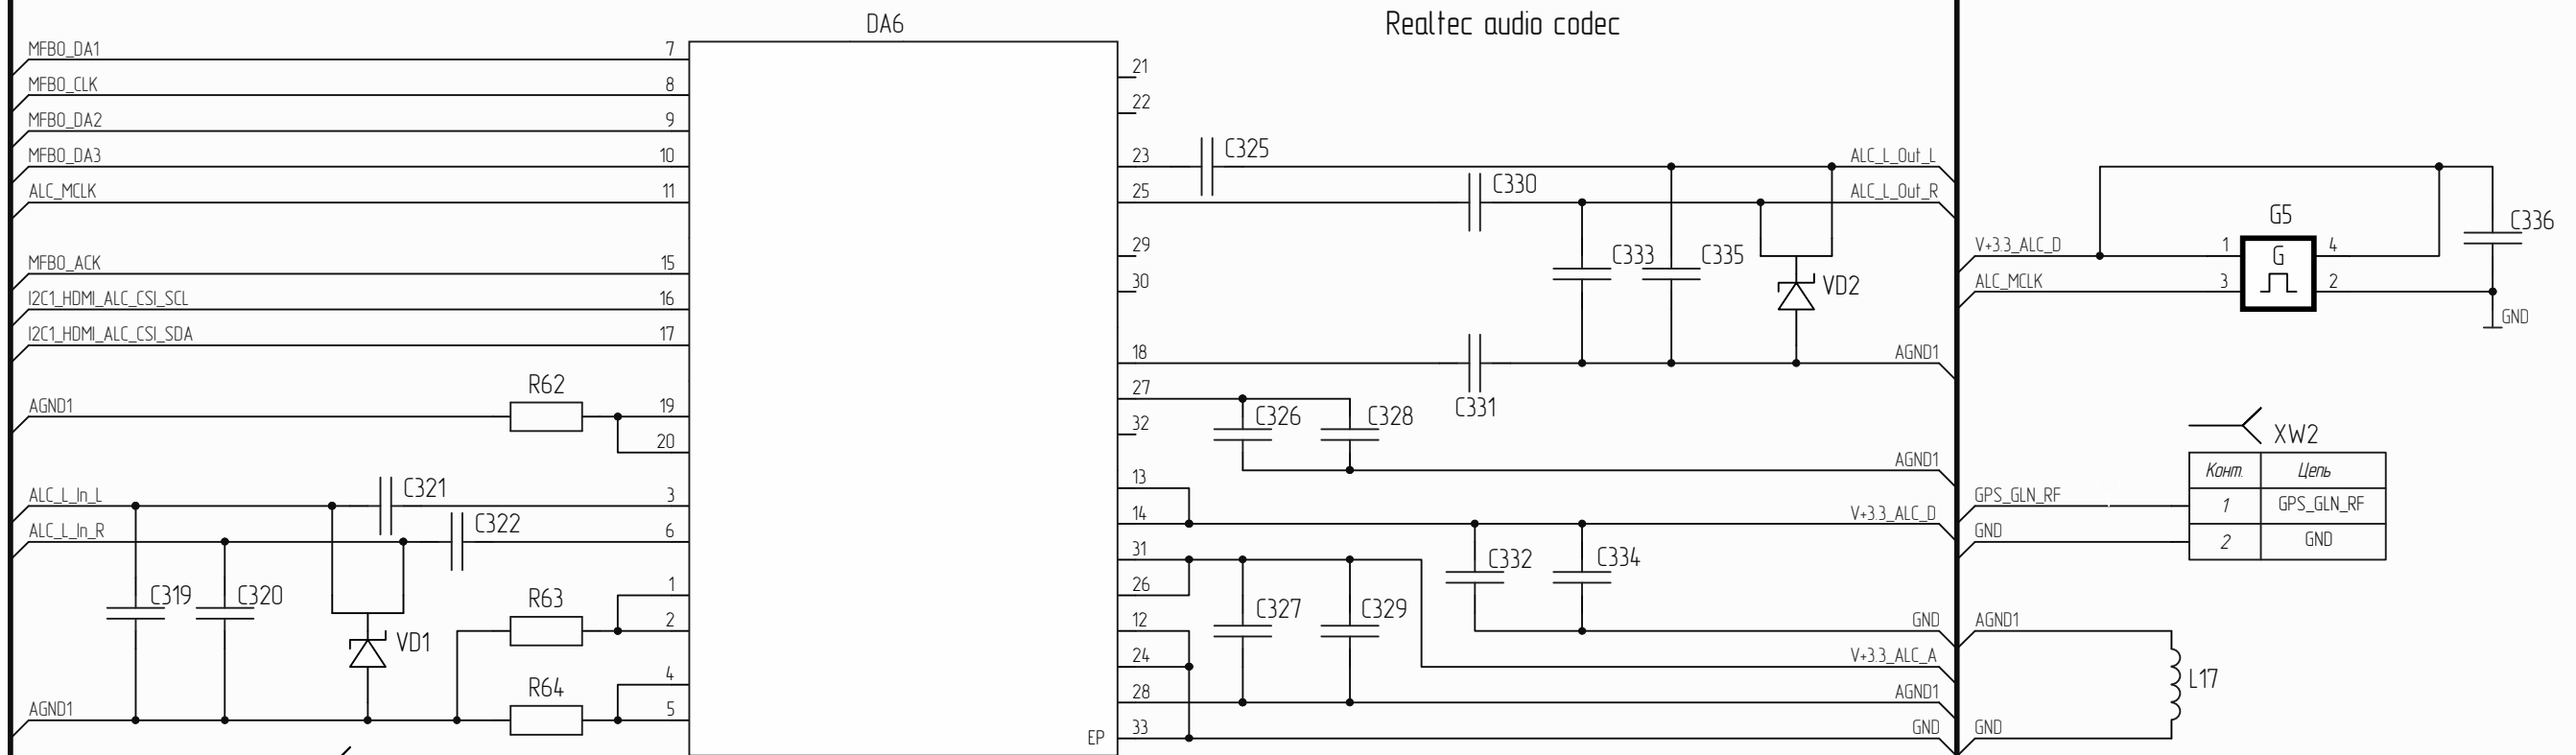 DA6
Realtec audio codec
MFBO_DA1 7
MFBO_CLK 8
MFBO_DA2 9
MFBO_DA3 10
ALC_MCLK 11
MFBO_ACK 15
I2C1_HDMI_ALC_CSI_SCL 16
I2C1_HDMI_ALC_CSI_SDA 17
R62
AGND1 19
20
C321
ALC_L_In_L 3
C322
ALC_L_In_R 6
C319
C320
VD1
R63
1
2
R64
4
AGND1 5
21
22
23 C325 ALC_L_Out_L
25 C330 ALC_L_Out_R
29
30
C333
C335
VD2
18 AGND1
C331
27
C326
C328
32
AGND1
13
14 V+3.3_ALC_D
31
26
C332
C334
C327
C329
12 GND
24 V+3.3_ALC_A
28 AGND1
EP 33 GND
G5
G
C336
V+3.3_ALC_D 1 4
ALC_MCLK 3 2
GND
XW2
Конт. Цепь
GPS_GLN_RF 1 GPS_GLN_RF
GND 2 GND
AGND1
L17
GND